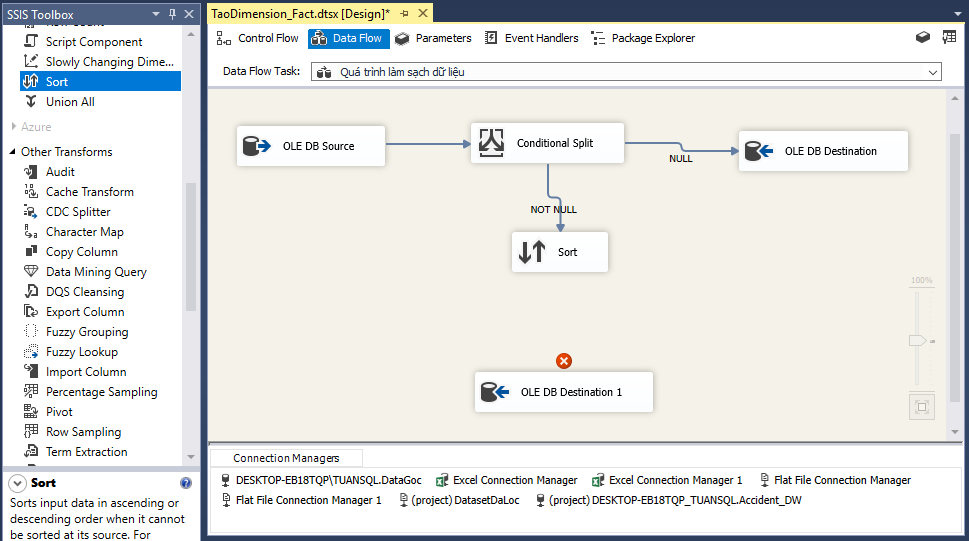 SSIS Toolbox
Script Component
Slowly Changing Dime...
Sort
Union All
Azure
Other Transforms
Audit
Cache Transform
CDC Splitter
Character Map
Copy Column
Data Mining Query
DQS Cleansing
Export Column
Fuzzy Grouping
Fuzzy Lookup
Import Column
Percentage Sampling
Pivot
Row Sampling
Term Extraction
Sort
Sorts input data in ascending or
descending order when it cannot
be sorted at its source. For
TaoDimension_Fact.dtsx [Design]*
Control Flow
Data Flow
Parameters
Event Handlers
Package Explorer
Data Flow Task:
Quá trình làm sạch dữ liệu
OLE DB Source
Conditional Split
OLE DB Destination
NULL
NOT NULL
Sort
100%
OLE DB Destination 1
Connection Managers
DESKTOP-EB18TQP\TUANSQL.DataGoc
Excel Connection Manager
Excel Connection Manager 1
Flat File Connection Manager
Flat File Connection Manager 1
(project) DatasetDaLoc
(project) DESKTOP-EB18TQP_TUANSQL.Accident_DW